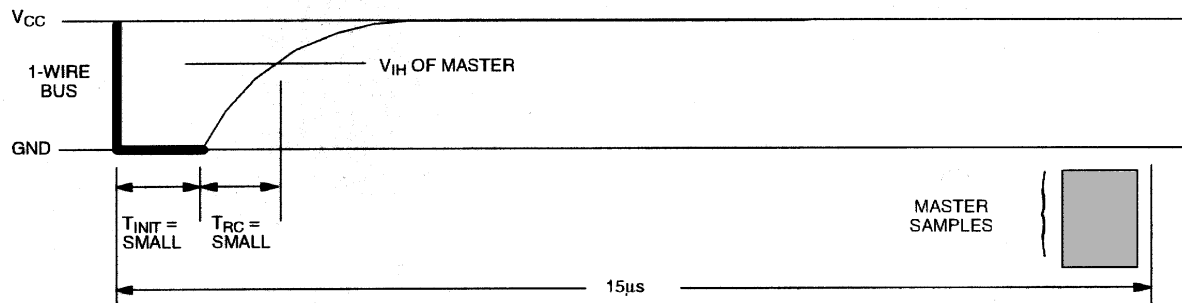 VCC
1-WIRE
BUS
VIH OF MASTER
GND
TINIT =
SMALL
TRC =
SMALL
MASTER
SAMPLES
15µs